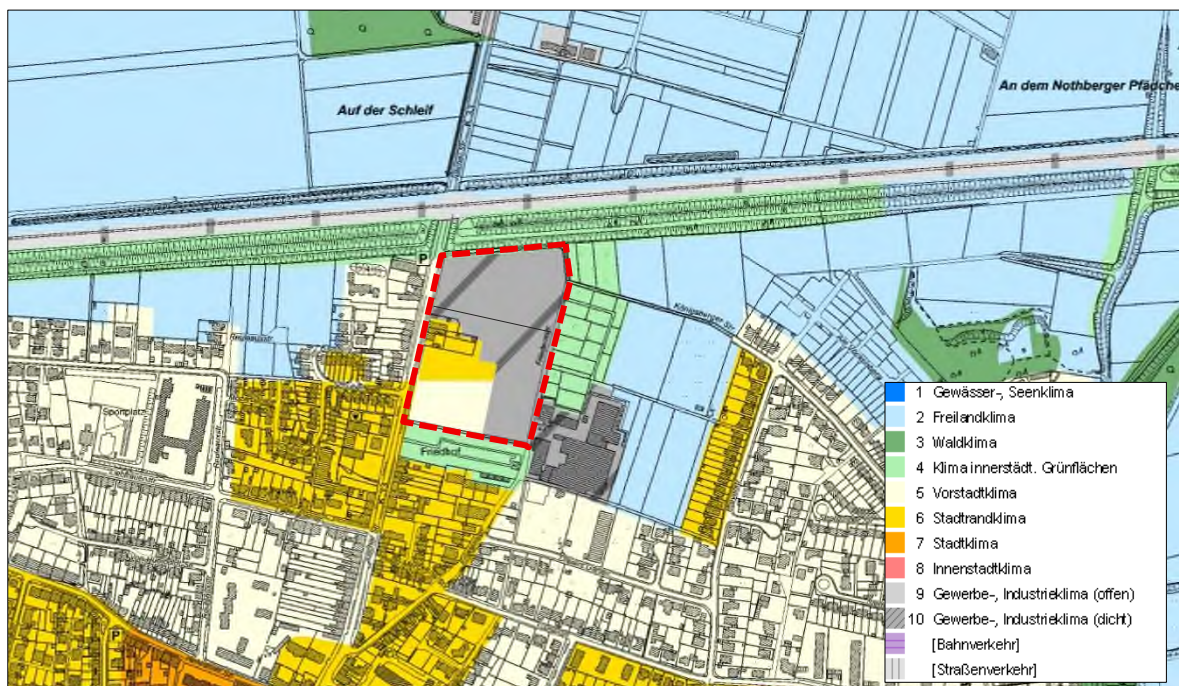 Auf der Schleif
An dem Nothberger Pfädche
P
Königsberger Str.
Sportplatz
Friedhof
P
1 Gewässer-, Seenklima
2 Freilandklima
3 Waldklima
4 Klima innerstädt. Grünflächen
5 Vorstadtklima
6 Stadtrandklima
7 Stadtklima
8 Innenstadtklima
9 Gewerbe-, Industrieklima (offen)
10 Gewerbe-, Industrieklima (dicht)
[Bahnverkehr]
[Straßenverkehr]